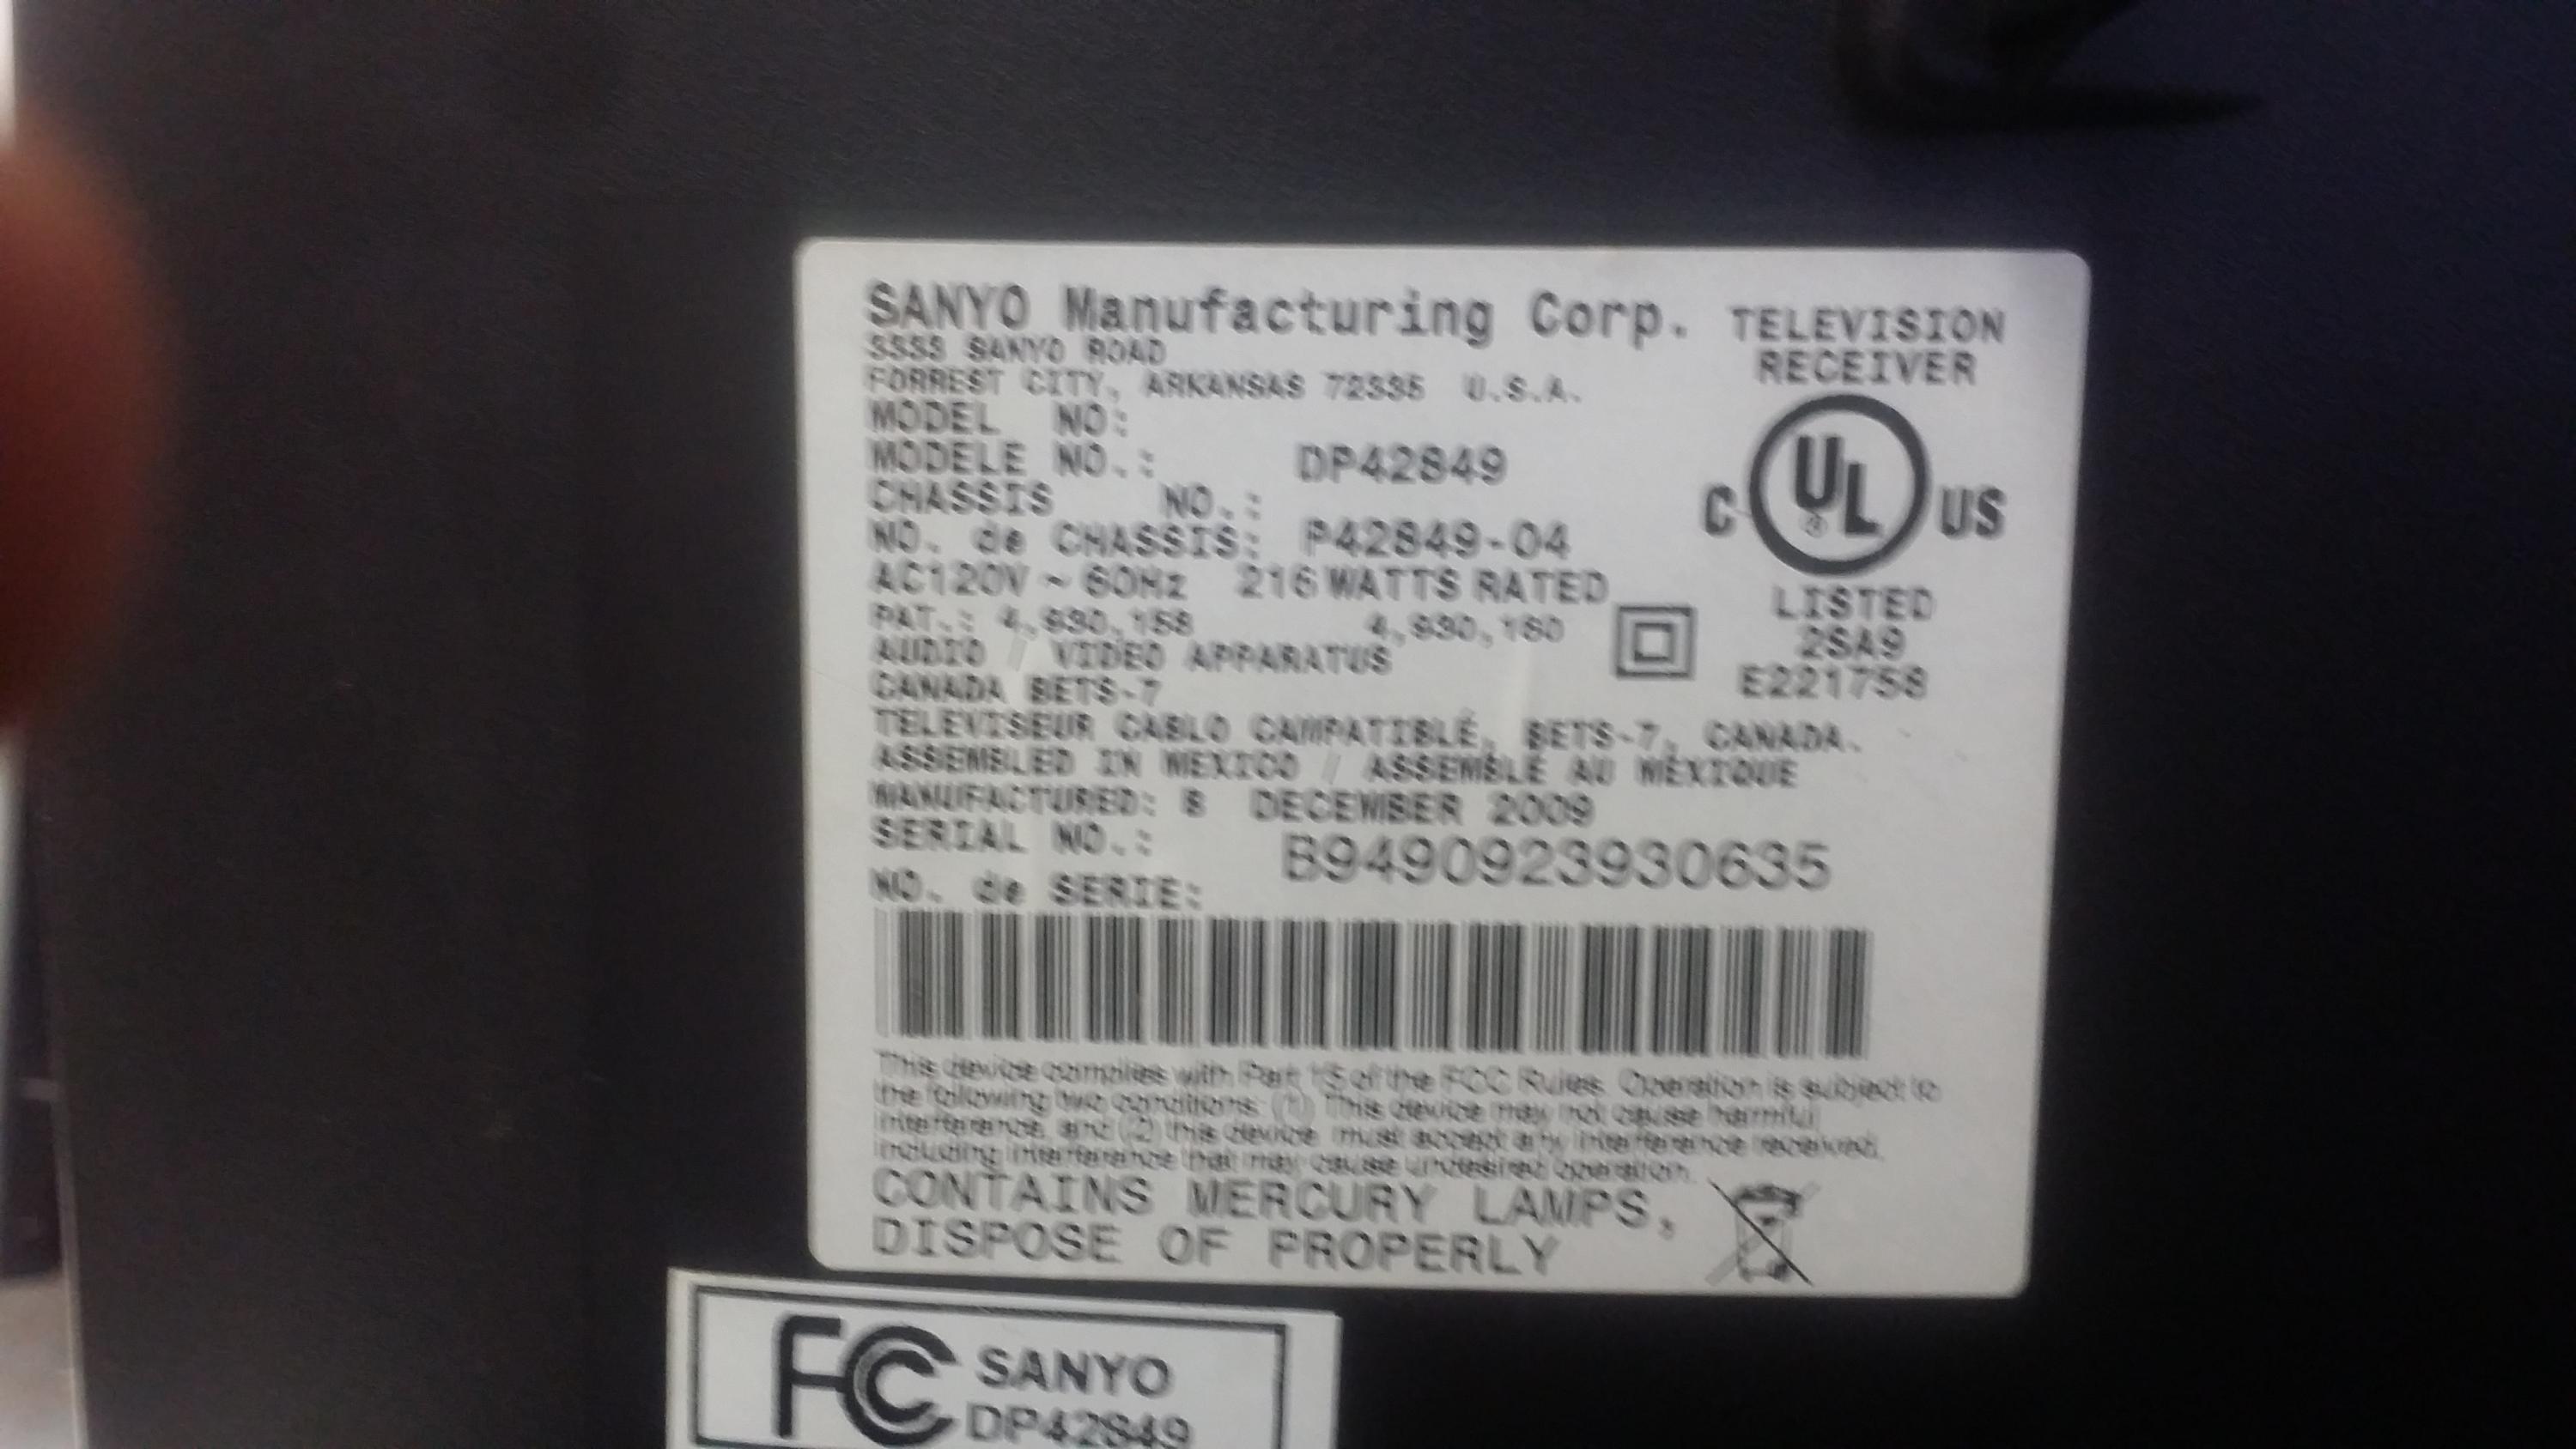 SANYO Manufacturing Corp.
3333 SANYO ROAD
FORREST CITY, ARKANSAS 72335 U.S.A.
TELEVISION
RECEIVER
MODEL NO:
MODELE NO.: DP42849
CHASSIS NO.:
NO. de CHASSIS: P42849-04
AC120V ~ 60Hz 216 WATTS RATED
PAT.: 4,930,158 4,930,160
AUDIO / VIDEO APPARATUS
CANADA BETS-7
C UL® US
LISTED
2SA9
E221758
TELEVISEUR CABLO CAMPATIBLÉ, BETS-7, CANADA.
ASSEMBLED IN MEXICO / ASSEMBLÉ AU MÉXIQUE
MANUFACTURED: 8 DECEMBER 2009
SERIAL NO.: B9490923930635
NO. de SERIE:
This device complies with Part 15 of the FCC Rules. Operation is subject to
the following two conditions: (1) This device may not cause harmful
interference, and (2) this device must accept any interference received,
including interference that may cause undesired operation.
CONTAINS MERCURY LAMPS,
DISPOSE OF PROPERLY
FC SANYO
DP42849